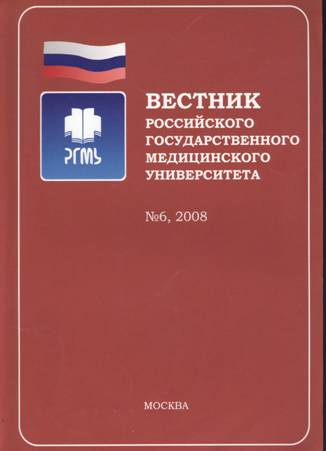 РГМУ
ВЕСТНИК
РОССИЙСКОГО
ГОСУДАРСТВЕННОГО
МЕДИЦИНСКОГО
УНИВЕРСИТЕТА
№6, 2008
МОСКВА